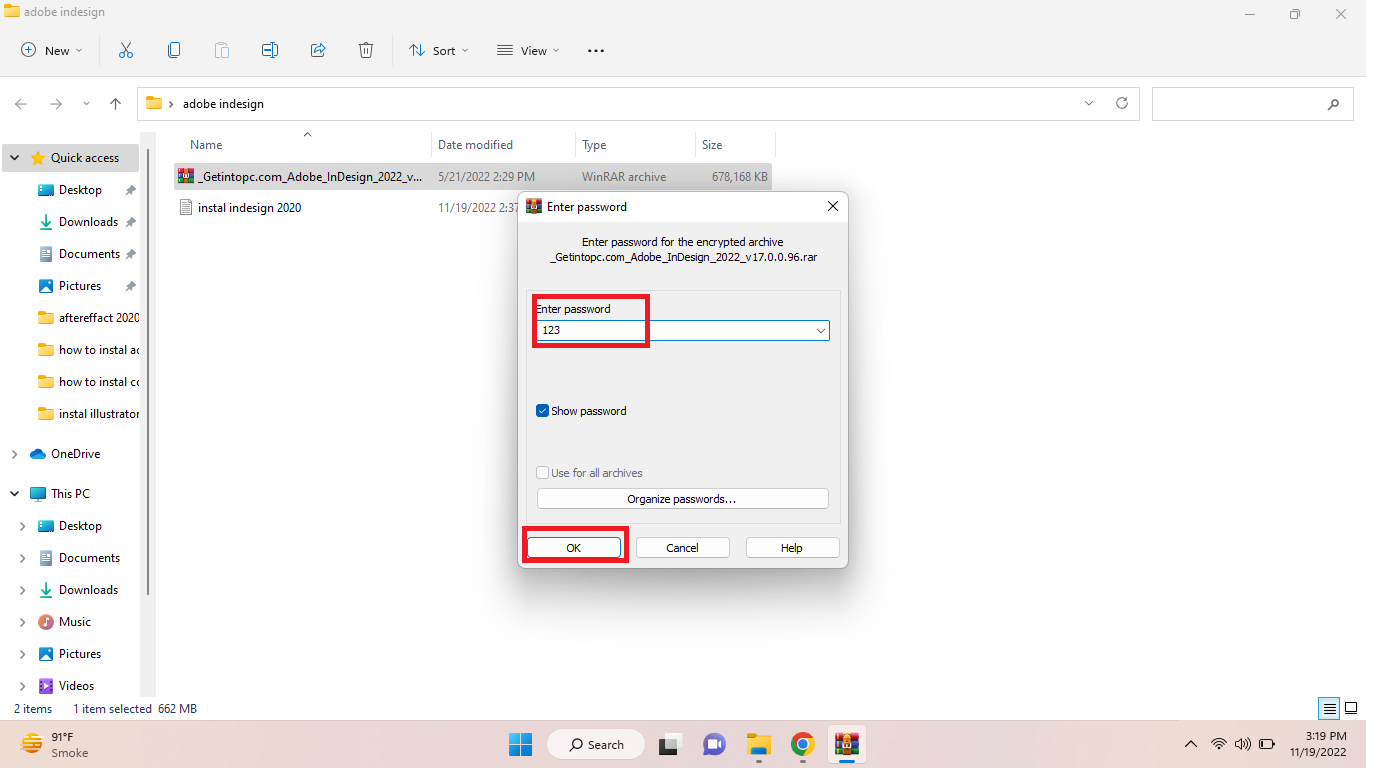 adobe indesign
New
Sort
View
adobe indesign
Name
Date modified
Type
Size
Quick access
_Getintopc.com_Adobe_InDesign_2022_v...
5/21/2022 2:29 PM
WinRAR archive
678,168 KB
instal indesign 2020
11/19/2022 2:37
Desktop
Downloads
Documents
Pictures
aftereffact 2020
how to instal ac
how to instal co
instal illustrator
OneDrive
This PC
Desktop
Documents
Downloads
Music
Pictures
Videos
Enter password
Enter password for the encrypted archive
_Getintopc.com_Adobe_InDesign_2022_v17.0.0.96.rar
Enter password
123
Show password
Use for all archives
Organize passwords...
OK
Cancel
Help
2 items
1 item selected 662 MB
91°F
Smoke
Search
3:19 PM
11/19/2022